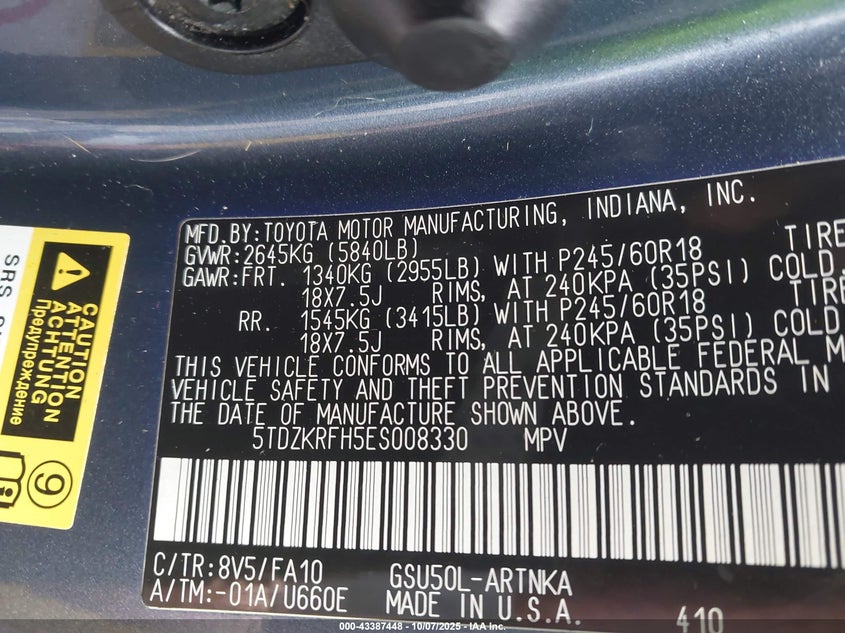 MFD.BY:TOYOTA MOTOR MANUFACTURING, INDIANA, INC.
GVWR:2645KG (5840LB)
GAWR:FRT. 1340KG (2955LB) WITH P245/60R18 TIRE
18X7.5J RIMS, AT 240KPA (35PSI) COLD.
RR. 1545KG (3415LB) WITH P245/60R18 TIRE
18X7.5J RIMS, AT 240KPA (35PSI) COLD
THIS VEHICLE CONFORMS TO ALL APPLICABLE FEDERAL M
VEHICLE SAFETY AND THEFT PREVENTION STANDARDS IN
THE DATE OF MANUFACTURE SHOWN ABOVE.
5TDZKRFH5ES008330 MPV
C/TR:8V5/FA10 GSU50L-ARTNKA
A/TM:-01A/U660E MADE IN U.S.A. 410
SRS
CAUTION
ATTENTION
ACHTUNG
Предупреждение
9
000-43387448 - 10/07/2025 - IAA Inc.